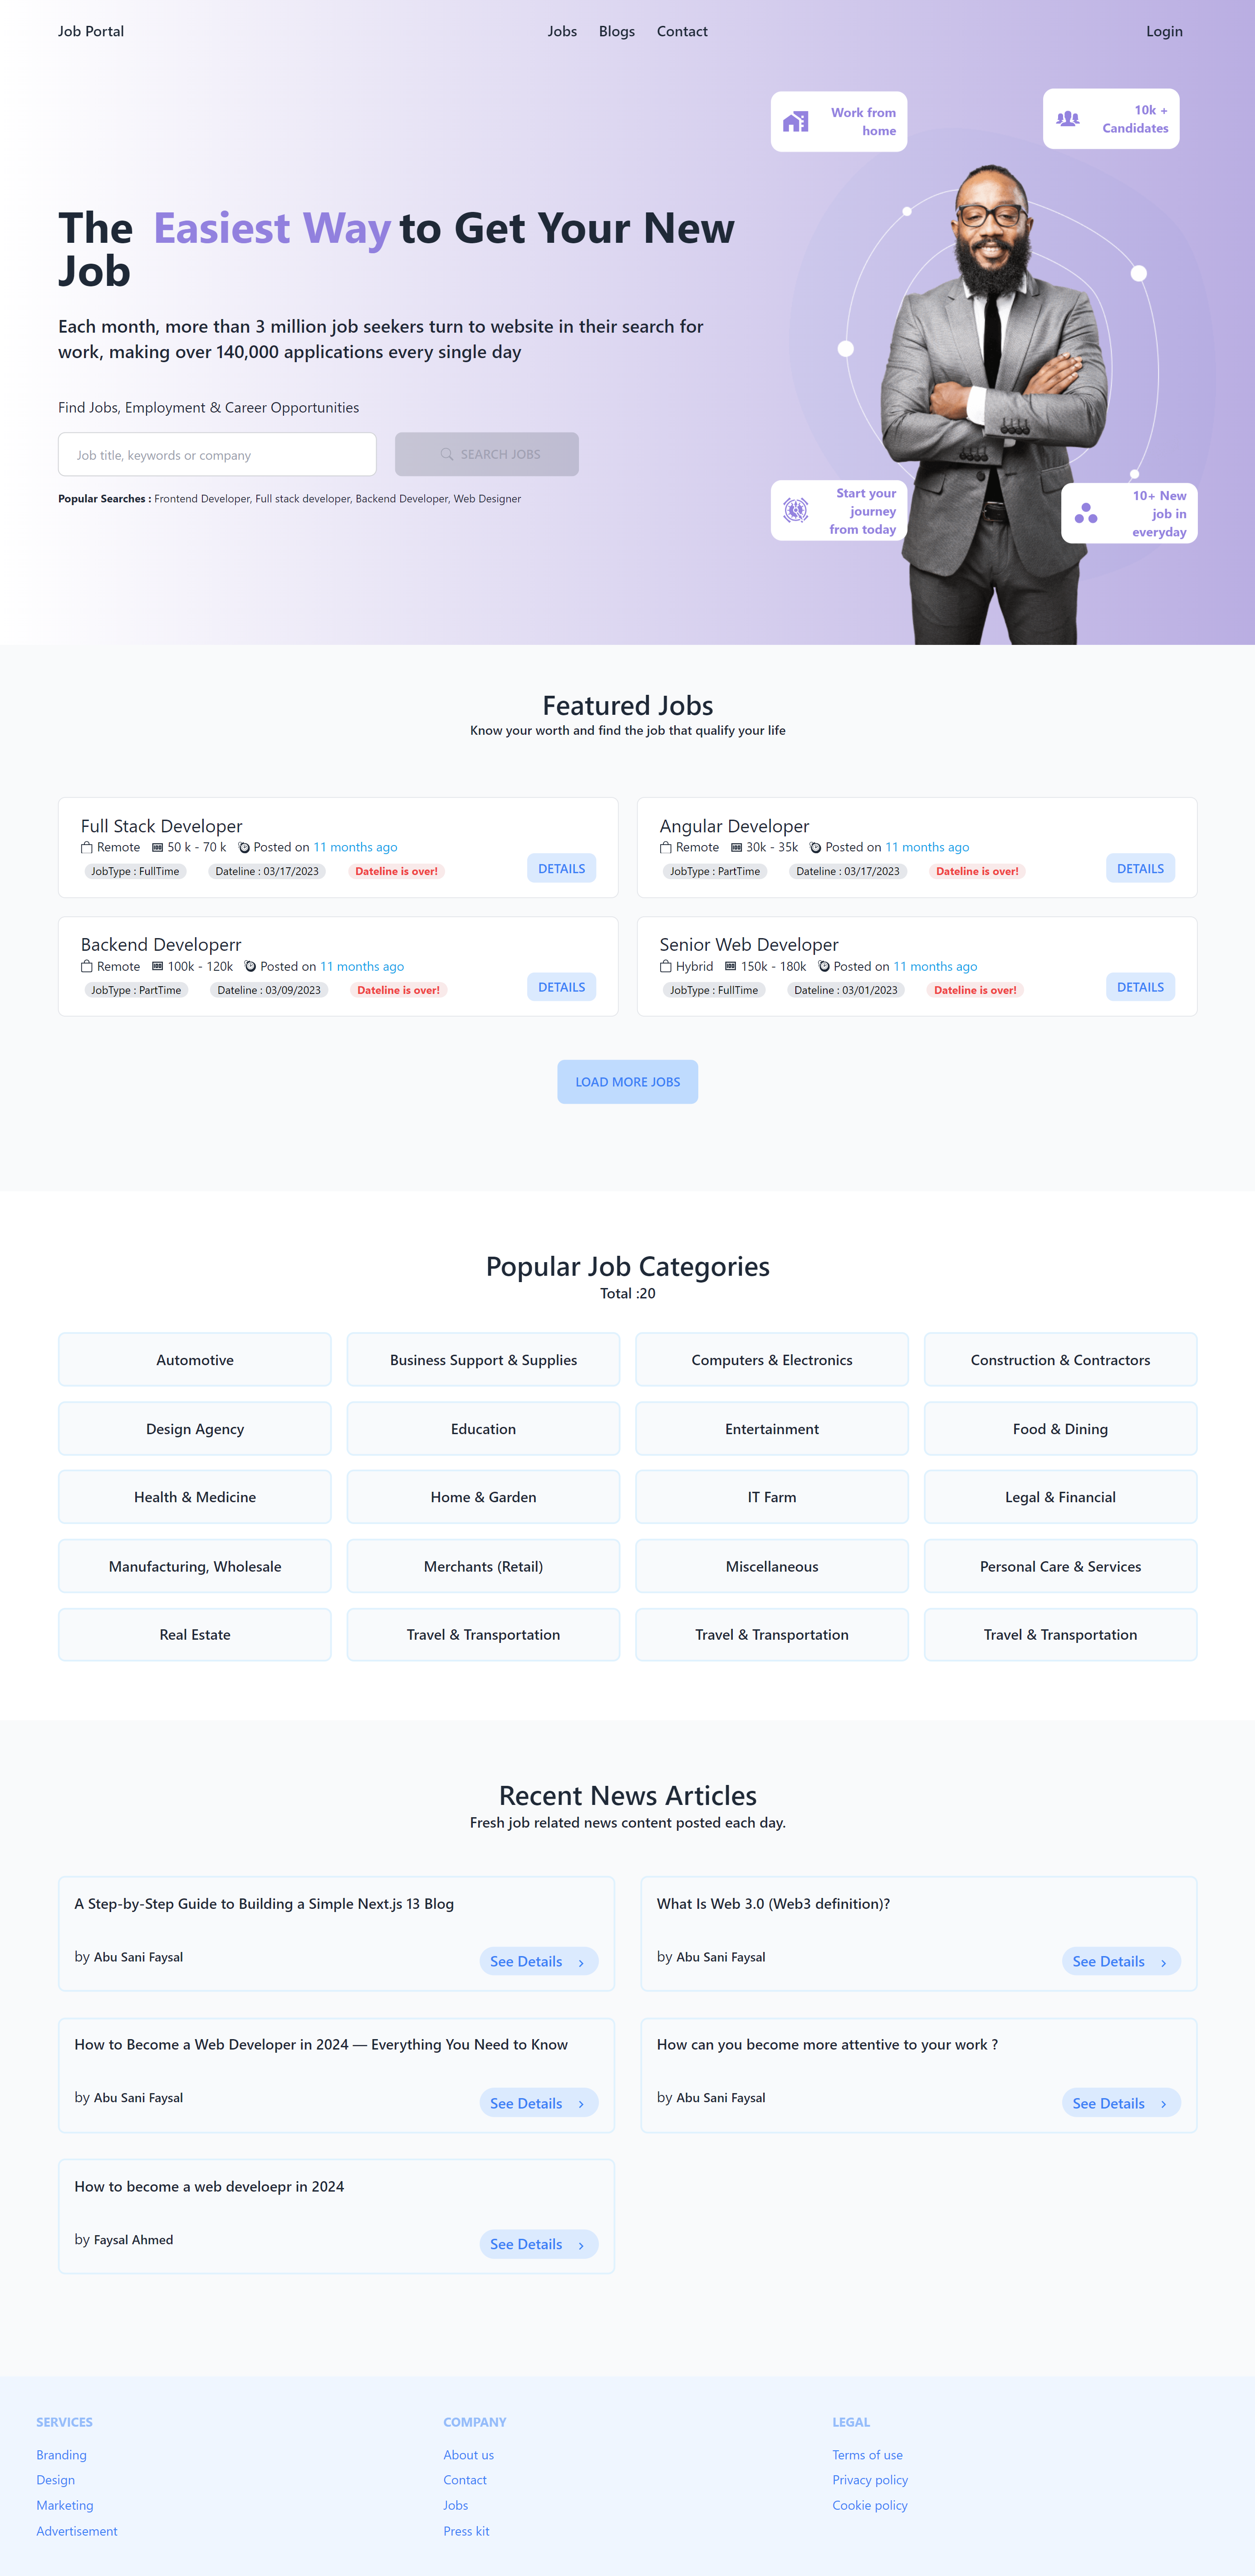 Job Portal
Jobs Blogs Contact
Login
Work from
home
10k +
Candidates
The Easiest Way to Get Your New
Job
Each month, more than 3 million job seekers turn to website in their search for
work, making over 140,000 applications every single day
Find Jobs, Employment & Career Opportunities
Job title, keywords or company
SEARCH JOBS
Popular Searches : Frontend Developer, Full stack developer, Backend Developer, Web Designer
Start your
journey
from today
10+ New
job in
everyday
Featured Jobs
Know your worth and find the job that qualify your life
Full Stack Developer
Remote 50 k - 70 k Posted on 11 months ago
JobType : FullTime Dateline : 03/17/2023 Dateline is over!
DETAILS
Angular Developer
Remote 30k - 35k Posted on 11 months ago
JobType : PartTime Dateline : 03/17/2023 Dateline is over!
DETAILS
Backend Developerr
Remote 100k - 120k Posted on 11 months ago
JobType : PartTime Dateline : 03/09/2023 Dateline is over!
DETAILS
Senior Web Developer
Hybrid 150k - 180k Posted on 11 months ago
JobType : FullTime Dateline : 03/01/2023 Dateline is over!
DETAILS
LOAD MORE JOBS
Popular Job Categories
Total :20
Automotive
Business Support & Supplies
Computers & Electronics
Construction & Contractors
Design Agency
Education
Entertainment
Food & Dining
Health & Medicine
Home & Garden
IT Farm
Legal & Financial
Manufacturing, Wholesale
Merchants (Retail)
Miscellaneous
Personal Care & Services
Real Estate
Travel & Transportation
Travel & Transportation
Travel & Transportation
Recent News Articles
Fresh job related news content posted each day.
A Step-by-Step Guide to Building a Simple Next.js 13 Blog
by Abu Sani Faysal
See Details
What Is Web 3.0 (Web3 definition)?
by Abu Sani Faysal
See Details
How to Become a Web Developer in 2024 — Everything You Need to Know
by Abu Sani Faysal
See Details
How can you become more attentive to your work ?
by Abu Sani Faysal
See Details
How to become a web develoepr in 2024
by Faysal Ahmed
See Details
SERVICES
Branding
Design
Marketing
Advertisement
COMPANY
About us
Contact
Jobs
Press kit
LEGAL
Terms of use
Privacy policy
Cookie policy